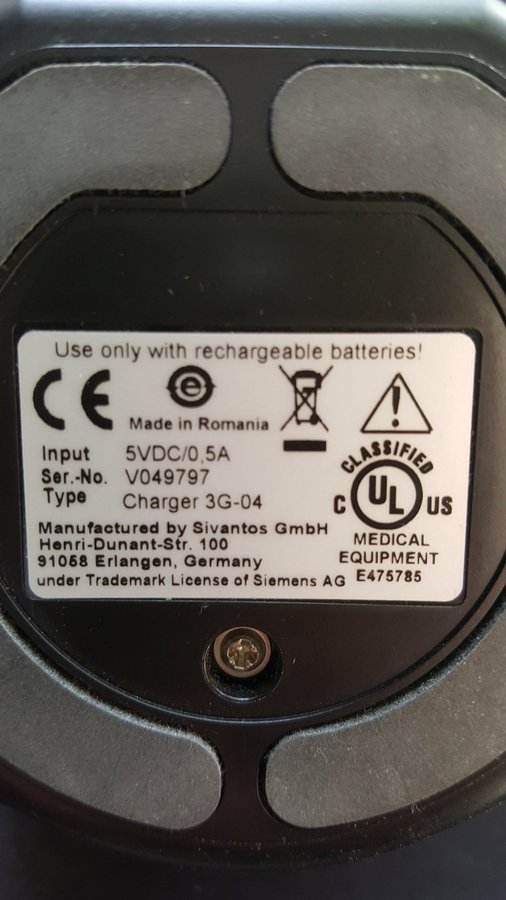 Use only with rechargeable batteries!
CE
e
Made in Romania
Input 5VDC/0,5A
Ser.-No. V049797
Type Charger 3G-04
Manufactured by Sivantos GmbH
Henri-Dunant-Str. 100
91058 Erlangen, Germany
under Trademark License of Siemens AG
!
CLASSIFIED
C UL US
MEDICAL
EQUIPMENT
E475785